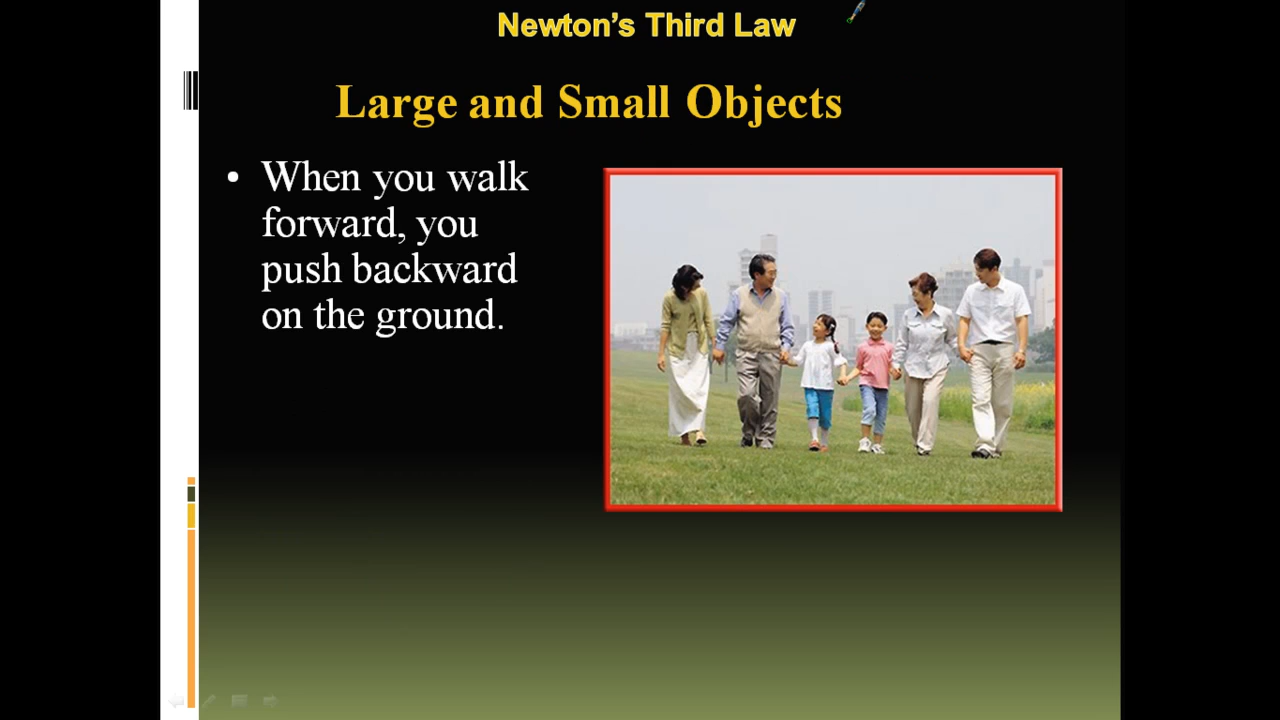 Newton's Third Law
Large and Small Objects
• When you walk
forward, you
push backward
on the ground.